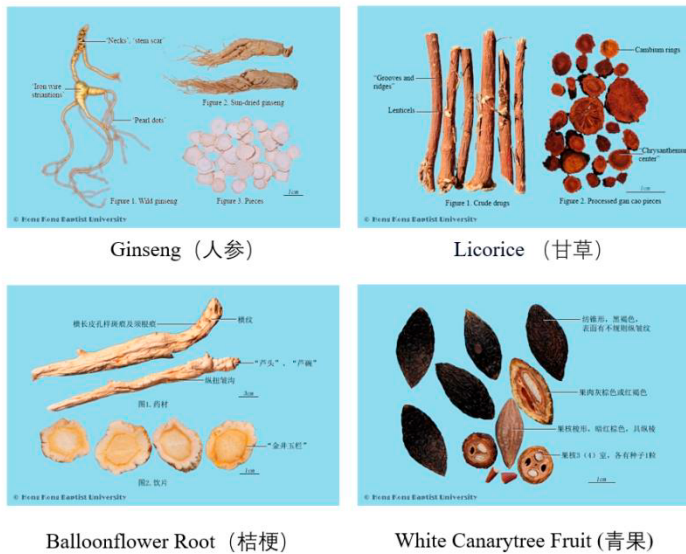 'Necks', 'stem scar'
'Iron wire
striations'
'Pearl dots'
Figure 1. Wild ginseng
Figure 2. Sun-dried ginseng
Figure 3. Pieces
1cm
© Hong Kong Baptist University
Ginseng（人参）
"Grooves and
ridges"
Lenticels
Figure 1. Crude drugs
Cambium rings
"Chrysanthemum
center"
1cm
Figure 2. Processed gan cao pieces
© Hong Kong Baptist University
Licorice （甘草）
横长皮孔样斑痕及须根痕
横纹
“芦头”、“芦碗”
纵扭皱肉
图1. 药材
3cm
“金井玉栏”
1cm
图2. 饮片
© Hong Kong Baptist University
Balloonflower Root（桔梗）
纺锤形，黑褐色，
表面有不规则纵皱纹
果肉灰棕色或红褐色
果核梭形，暗红棕色，具纵棱
果核3（4）室，各有种子1粒
1cm
© Hong Kong Baptist University
White Canarytree Fruit (青果)